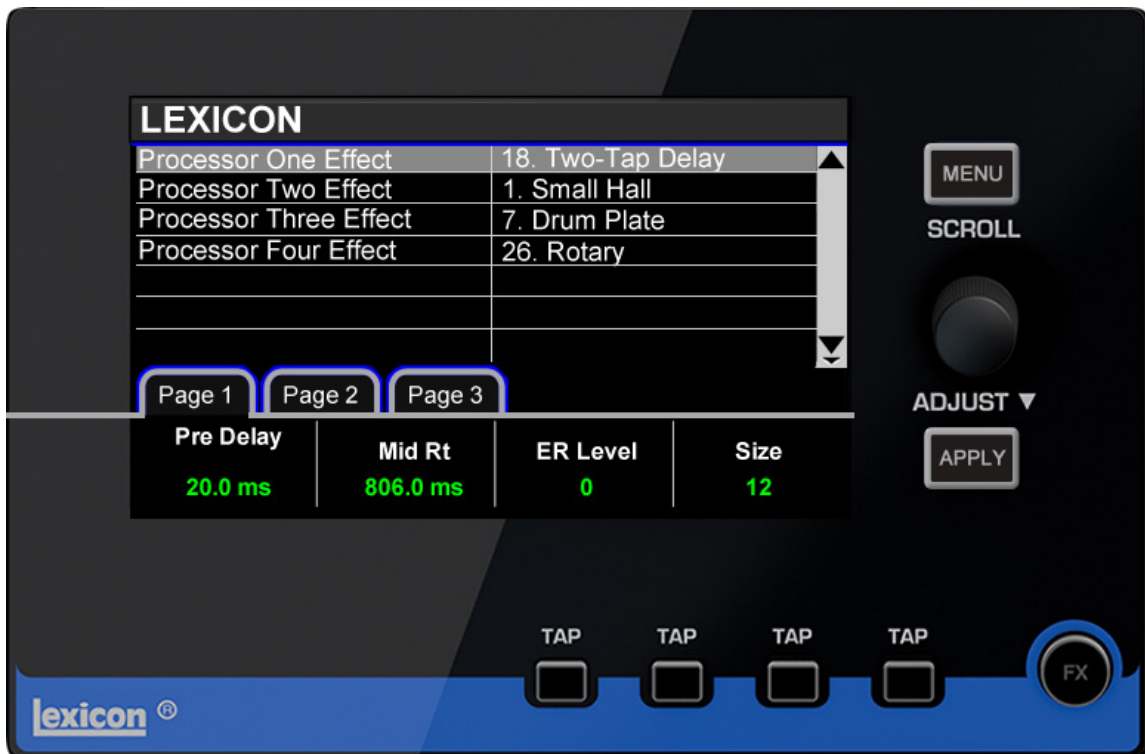 LEXICON
Processor One Effect 18. Two-Tap Delay
Processor Two Effect 1. Small Hall
Processor Three Effect 7. Drum Plate
Processor Four Effect 26. Rotary
Page 1 Page 2 Page 3
Pre Delay Mid Rt ER Level Size
20.0 ms 806.0 ms 0 12
MENU
SCROLL
ADJUST ▼
APPLY
TAP TAP TAP TAP
FX
lexicon ®